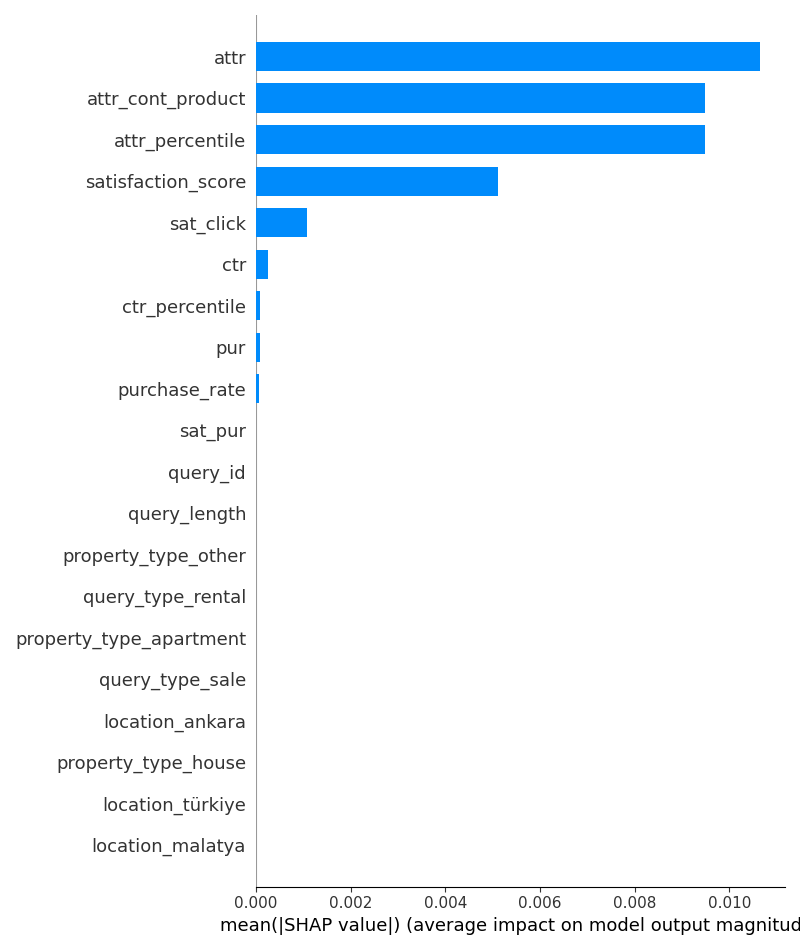 attr
attr_cont_product
attr_percentile
satisfaction_score
sat_click
ctr
ctr_percentile
pur
purchase_rate
sat_pur
query_id
query_length
property_type_other
query_type_rental
property_type_apartment
query_type_sale
location_ankara
property_type_house
location_türkiye
location_malatya
0.000 0.002 0.004 0.006 0.008 0.010
mean(|SHAP value|) (average impact on model output magnitud